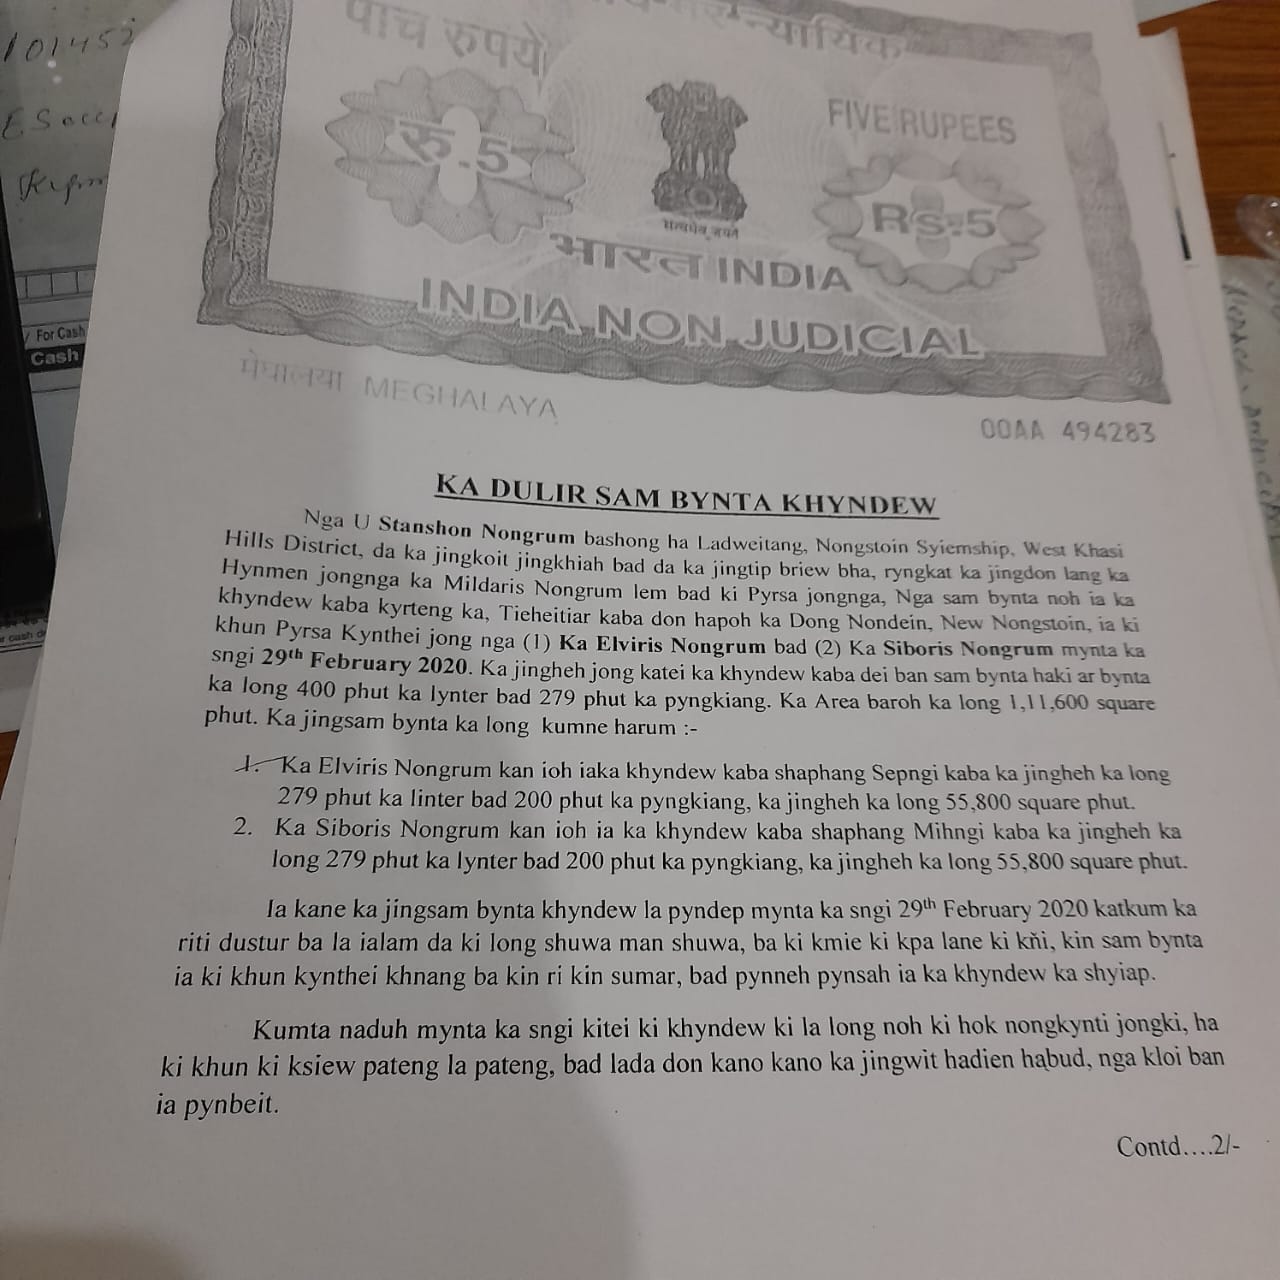 101452
पाच रुपये
रु.5
FIVE RUPEES
Rs.5
सत्यमेव जयते
भारत INDIA
INDIA NON JUDICIAL
For Cash
Cash
मेघालया MEGHALAYA
00AA 494283
KA DULIR SAM BYNTA KHYNDEW
Nga U Stanshon Nongrum bashong ha Ladweitang, Nongstoin Syiemship, West Khasi
Hills District, da ka jingkoit jingkhiah bad da ka jingtip briew bha, ryngkat ka jingdon lang ka
Hynmen jongnga ka Mildaris Nongrum lem bad ki Pyrsa jongnga, Nga sam bynta noh ia ka
khyndew kaba kyrteng ka, Tieheitiar kaba don hapoh ka Dong Nondein, New Nongstoin, ia ki
khun Pyrsa Kynthei jong nga (1) Ka Elviris Nongrum bad (2) Ka Siboris Nongrum mynta ka
sngi 29th February 2020. Ka jingheh jong katei ka khyndew kaba dei ban sam bynta haki ar bynta
ka long 400 phut ka lynter bad 279 phut ka pyngkiang. Ka Area baroh ka long 1,11,600 square
phut. Ka jingsam bynta ka long kumne harum :-
1. Ka Elviris Nongrum kan ioh iaka khyndew kaba shaphang Sepngi kaba ka jingheh ka long
279 phut ka linter bad 200 phut ka pyngkiang, ka jingheh ka long 55,800 square phut.
2. Ka Siboris Nongrum kan ioh ia ka khyndew kaba shaphang Mihngi kaba ka jingheh ka
long 279 phut ka lynter bad 200 phut ka pyngkiang, ka jingheh ka long 55,800 square phut.
Ia kane ka jingsam bynta khyndew la pyndep mynta ka sngi 29th February 2020 katkum ka
riti dustur ba la ialam da ki long shuwa man shuwa, ba ki kmie ki kpa lane ki kñi, kin sam bynta
ia ki khun kynthei khnang ba kin ri kin sumar, bad pynneh pynsah ia ka khyndew ka shyiap.
Kumta naduh mynta ka sngi kitei ki khyndew ki la long noh ki hok nongkynti jongki, ha
ki khun ki ksiew pateng la pateng, bad lada don kano kano ka jingwit hadien habud, nga kloi ban
ia pynbeit.
Contd....2/-